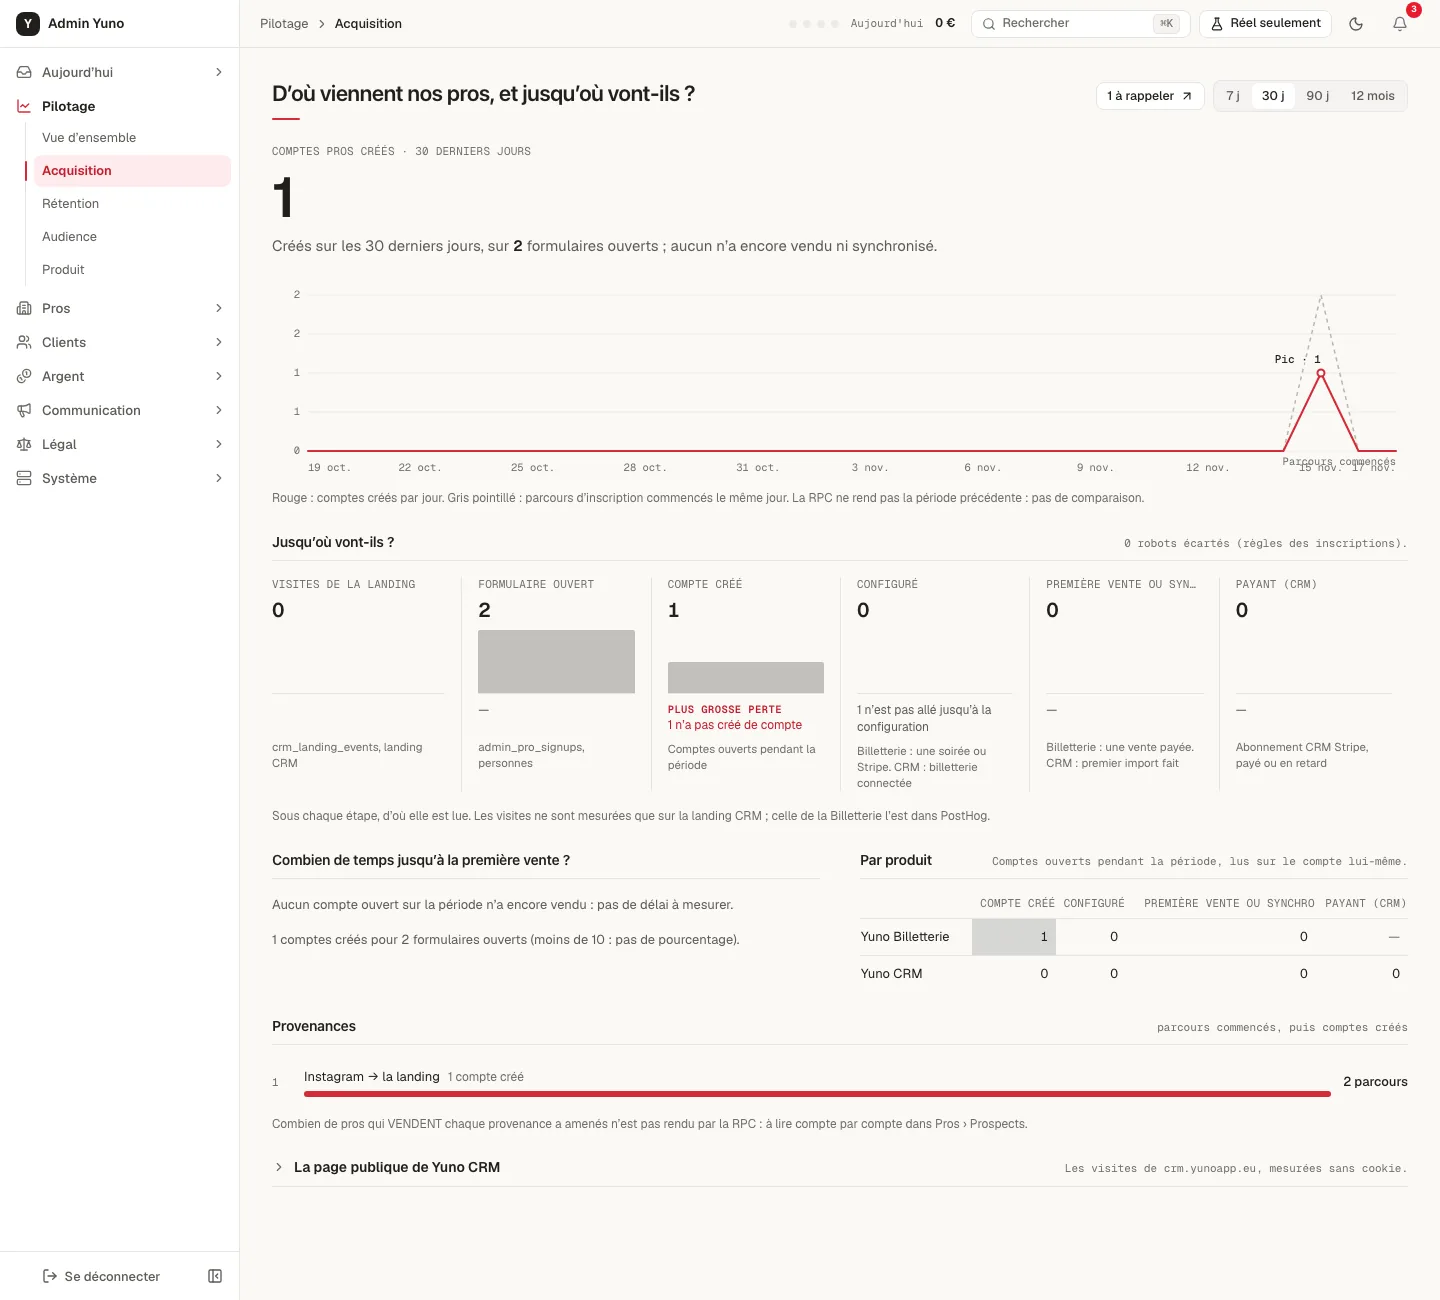 Y Admin Yuno
Pilotage > Acquisition
Aujourd'hui 0 €
Rechercher ⌘K
Réel seulement
3
Aujourd'hui
Pilotage
Vue d'ensemble
Acquisition
Rétention
Audience
Produit
Pros
Clients
Argent
Communication
Légal
Système
Se déconnecter
D'où viennent nos pros, et jusqu'où vont-ils ?
1 à rappeler ↗
7 j 30 j 90 j 12 mois
COMPTES PROS CRÉÉS · 30 DERNIERS JOURS
1
Créés sur les 30 derniers jours, sur 2 formulaires ouverts ; aucun n'a encore vendu ni synchronisé.
2
2
1
1
0
Pic · 1
Parcours commencés
19 oct. 22 oct. 25 oct. 28 oct. 31 oct. 3 nov. 6 nov. 9 nov. 12 nov. 15 nov. 17 nov.
Rouge : comptes créés par jour. Gris pointillé : parcours d'inscription commencés le même jour. La RPC ne rend pas la période précédente : pas de comparaison.
Jusqu'où vont-ils ?
0 robots écartés (règles des inscriptions).
VISITES DE LA LANDING
0
crm_landing_events, landing
CRM
FORMULAIRE OUVERT
2
—
admin_pro_signups,
personnes
COMPTE CRÉÉ
1
PLUS GROSSE PERTE
1 n'a pas créé de compte
Comptes ouverts pendant la
période
CONFIGURÉ
0
1 n'est pas allé jusqu'à la
configuration
Billetterie : une soirée ou
Stripe. CRM : billetterie
connectée
PREMIÈRE VENTE OU SYN…
0
—
Billetterie : une vente payée.
CRM : premier import fait
PAYANT (CRM)
0
—
Abonnement CRM Stripe,
payé ou en retard
Sous chaque étape, d'où elle est lue. Les visites ne sont mesurées que sur la landing CRM ; celle de la Billetterie l'est dans PostHog.
Combien de temps jusqu'à la première vente ?
Aucun compte ouvert sur la période n'a encore vendu : pas de délai à mesurer.
1 comptes créés pour 2 formulaires ouverts (moins de 10 : pas de pourcentage).
Par produit
Comptes ouverts pendant la période, lus sur le compte lui-même.
COMPTE CRÉÉ CONFIGURÉ PREMIÈRE VENTE OU SYNCHRO PAYANT (CRM)
Yuno Billetterie 1 0 0 —
Yuno CRM 0 0 0 0
Provenances
parcours commencés, puis comptes créés
1 Instagram → la landing 1 compte créé 2 parcours
Combien de pros qui VENDENT chaque provenance a amenés n'est pas rendu par la RPC : à lire compte par compte dans Pros › Prospects.
La page publique de Yuno CRM
Les visites de crm.yunoapp.eu, mesurées sans cookie.